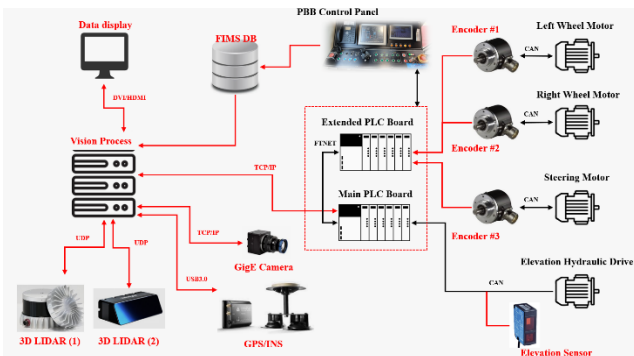 PBB Control Panel
Data display
FIMS DB
Encoder #1
Left Wheel Motor
CAN
DVI/HDMI
Extended PLC Board
Right Wheel Motor
Vision Process
CAN
FTNET
Encoder #2
TCP/IP
Main PLC Board
Steering Motor
CAN
UDP
UDP
TCP/IP
Encoder #3
GigE Camera
Elevation Hydraulic Drive
USB3.0
CAN
3D LIDAR (1)
3D LIDAR (2)
GPS/INS
Elevation Sensor